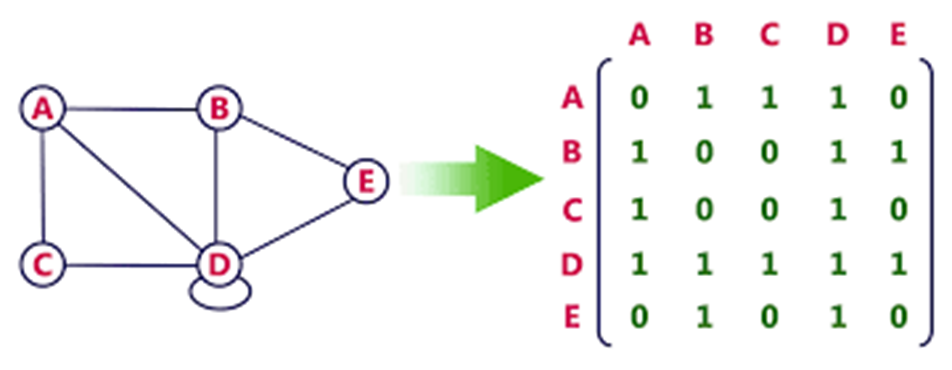 A B C D E
A 0 1 1 1 0
B 1 0 0 1 1
C 1 0 0 1 0
D 1 1 1 1 1
E 0 1 0 1 0
A B
E
C D